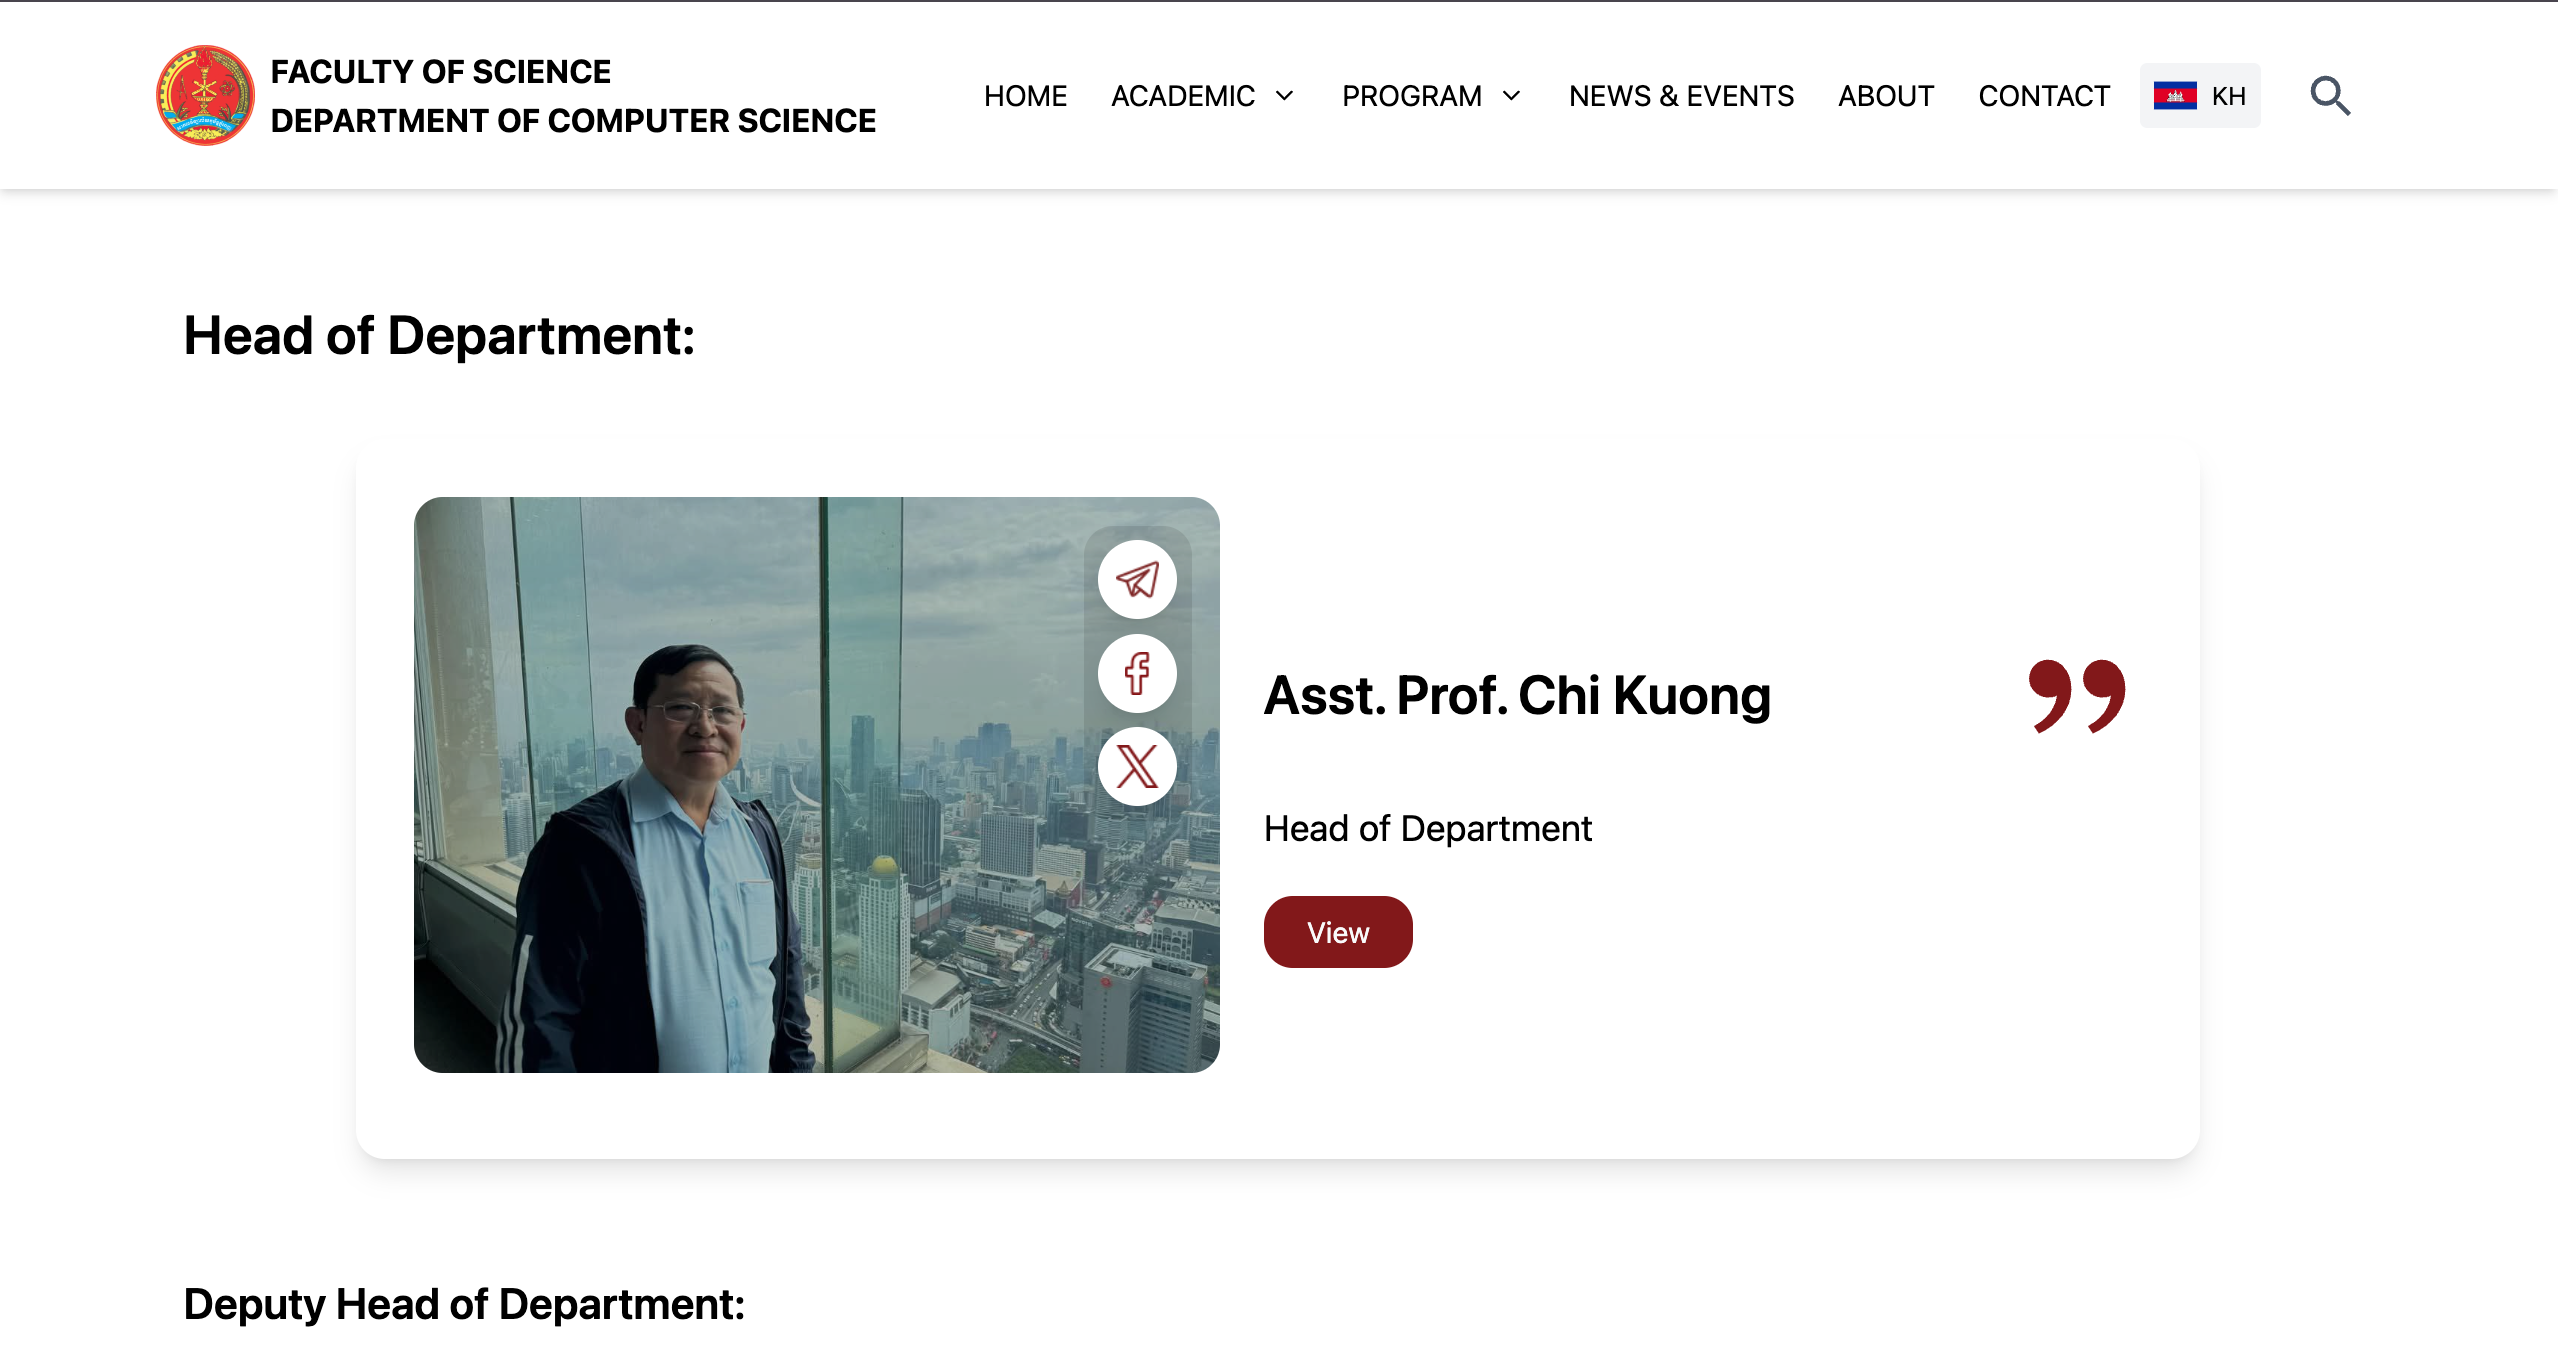 FACULTY OF SCIENCE
DEPARTMENT OF COMPUTER SCIENCE
HOME ACADEMIC PROGRAM NEWS & EVENTS ABOUT CONTACT KH
Head of Department:
Asst. Prof. Chi Kuong
Head of Department
View
Deputy Head of Department: